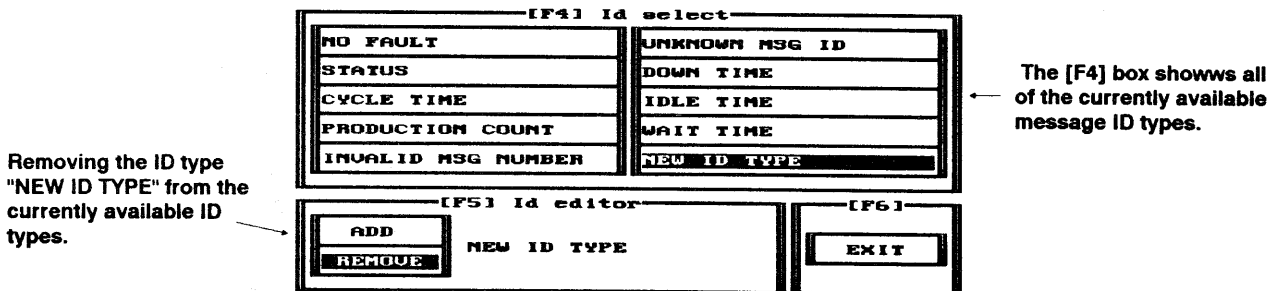 [F4] Id select
NO FAULT
STATUS
CYCLE TIME
PRODUCTION COUNT
INVALID MSG NUMBER
UNKNOWN MSG ID
DOWN TIME
IDLE TIME
WAIT TIME
NEW ID TYPE
The [F4] box showws all
of the currently available
message ID types.
Removing the ID type
"NEW ID TYPE" from the
currently available ID
types.
[F5] Id editor
ADD
REMOVE
NEW ID TYPE
[F6]
EXIT